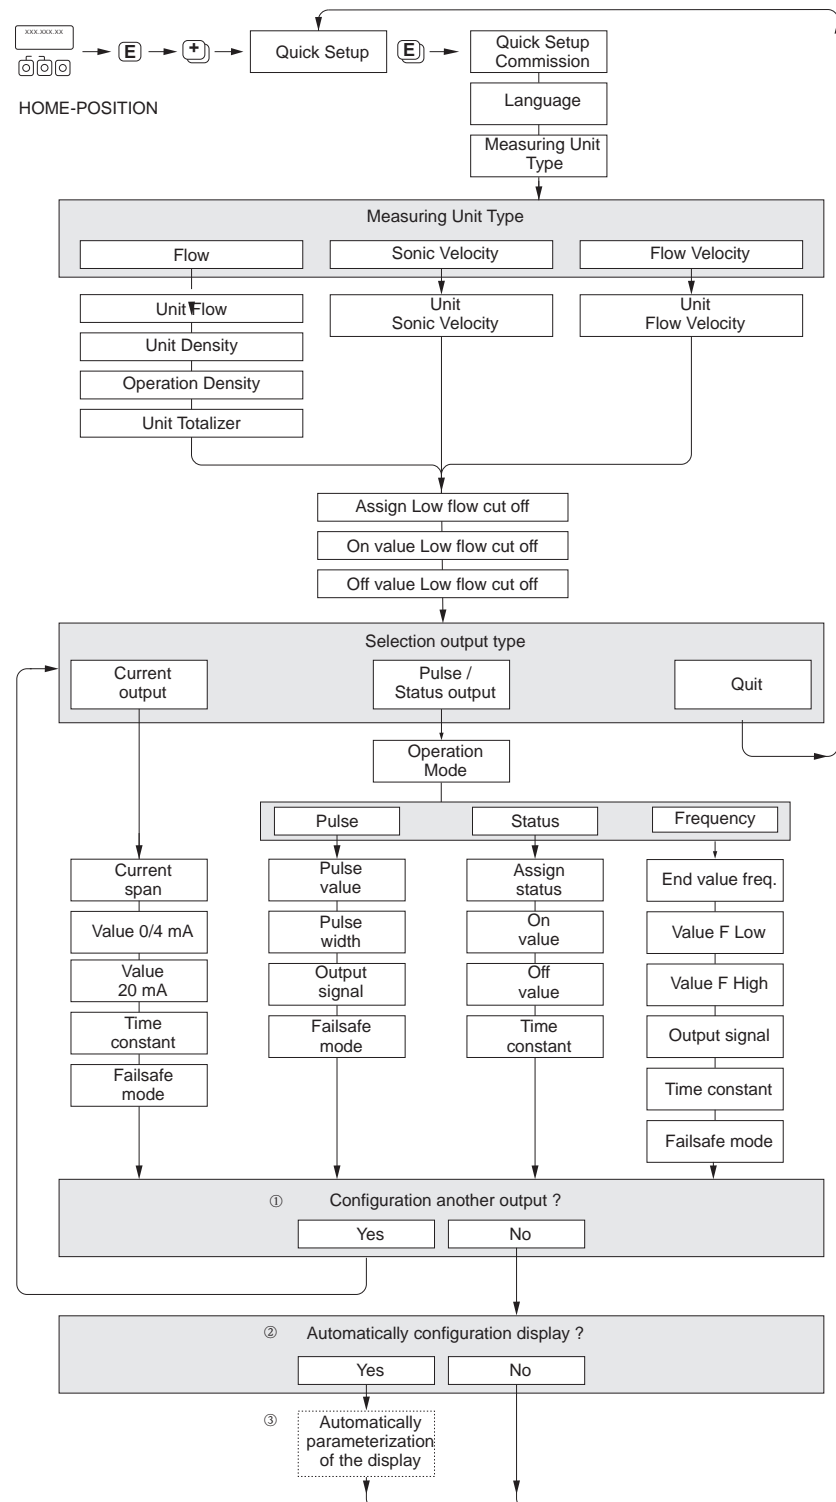 xxx.xxx.xx
E
+
Quick Setup
E
Quick Setup
Commission
HOME-POSITION
Language
Measuring Unit
Type
Measuring Unit Type
Flow
Sonic Velocity
Flow Velocity
Unit Flow
Unit
Sonic Velocity
Unit
Flow Velocity
Unit Density
Operation Density
Unit Totalizer
Assign Low flow cut off
On value Low flow cut off
Off value Low flow cut off
Selection output type
Current
output
Pulse /
Status output
Quit
Operation
Mode
Pulse
Status
Frequency
Current
span
Value 0/4 mA
Value
20 mA
Time
constant
Failsafe
mode
Pulse
value
Pulse
width
Output
signal
Failsafe
mode
Assign
status
On
value
Off
value
Time
constant
End value freq.
Value F Low
Value F High
Output signal
Time constant
Failsafe mode
① Configuration another output ?
Yes
No
② Automatically configuration display ?
Yes
No
③ Automatically
parameterization
of the display